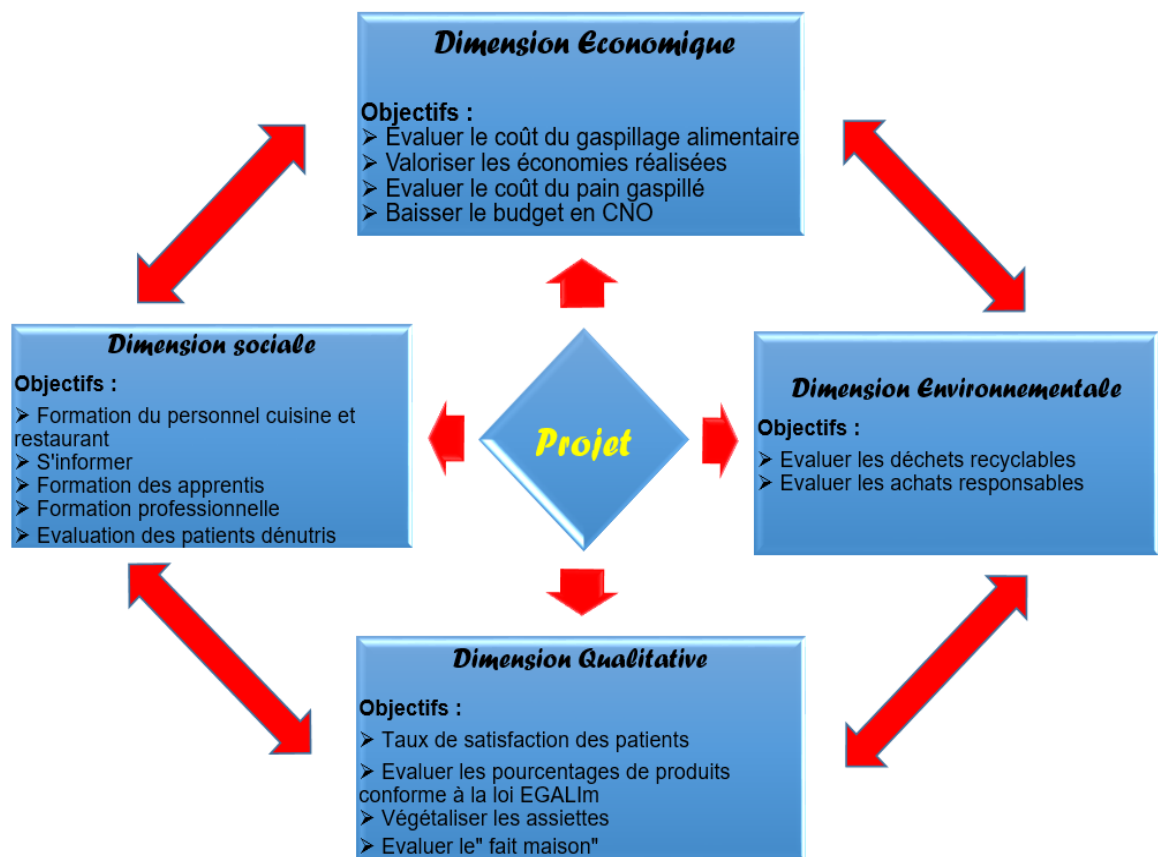 Dimension Economique
Objectifs :
➢ Evaluer le coût du gaspillage alimentaire
➢ Valoriser les économies réalisées
➢ Evaluer le coût du pain gaspillé
➢ Baisser le budget en CNO
Dimension sociale
Objectifs :
➢ Formation du personnel cuisine et
restaurant
➢ S'informer
➢ Formation des apprentis
➢ Formation professionnelle
➢ Evaluation des patients dénutris
Projet
Dimension Environnementale
Objectifs :
➢ Evaluer les déchets recyclables
➢ Evaluer les achats responsables
Dimension Qualitative
Objectifs :
➢ Taux de satisfaction des patients
➢ Evaluer les pourcentages de produits
conforme à la loi EGALIm
➢ Végétaliser les assiettes
➢ Evaluer le" fait maison"